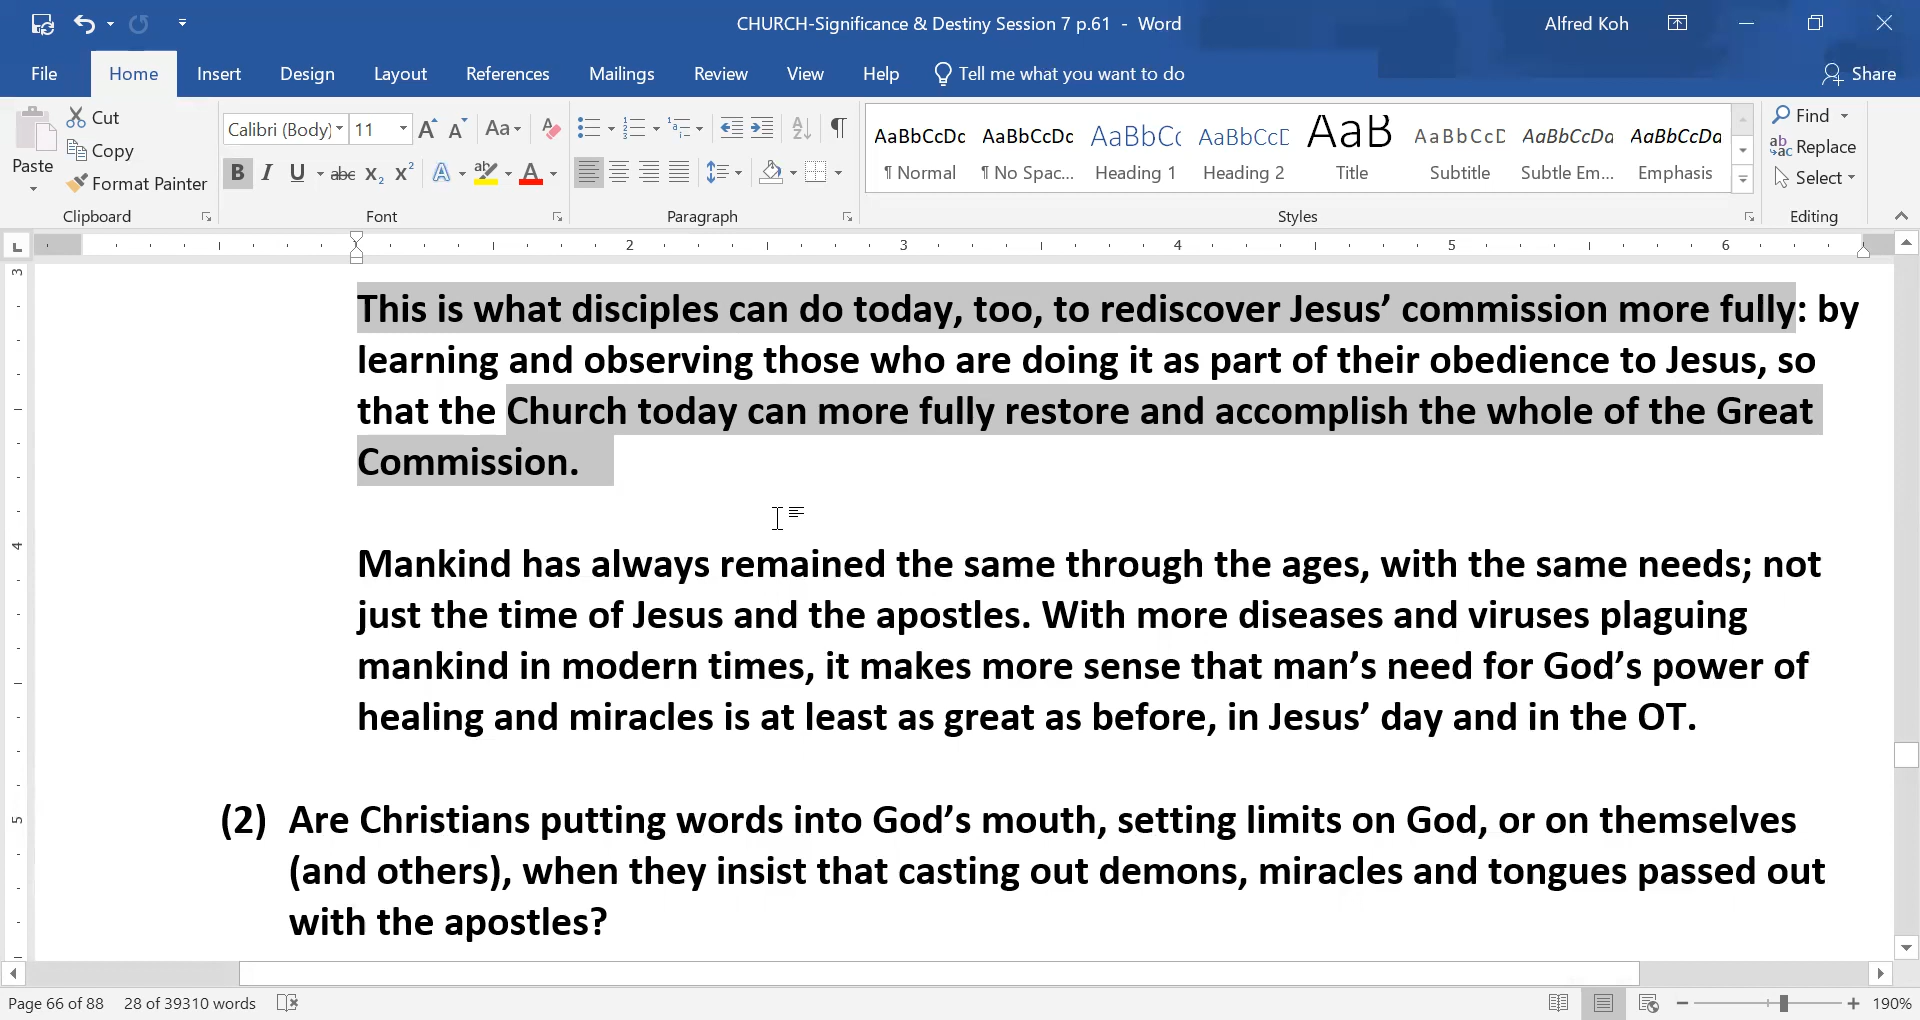 CHURCH-Significance & Destiny Session 7 p.61 - Word
Alfred Koh
File Home Insert Design Layout References Mailings Review View Help Tell me what you want to do Share
Paste
Cut
Copy
Format Painter
Clipboard
Calibri (Body) 11
Font
Paragraph
AaBbCcDc AaBbCcDc AaBbCc AaBbCcD AaB AaBbCcD AaBbCcDd AaBbCcDd
¶ Normal ¶ No Spac... Heading 1 Heading 2 Title Subtitle Subtle Em... Emphasis
Styles
Find
Replace
Select
Editing
2 3 4 5 6
3
4
5
This is what disciples can do today, too, to rediscover Jesus’ commission more fully: by
learning and observing those who are doing it as part of their obedience to Jesus, so
that the Church today can more fully restore and accomplish the whole of the Great
Commission.
Mankind has always remained the same through the ages, with the same needs; not
just the time of Jesus and the apostles. With more diseases and viruses plaguing
mankind in modern times, it makes more sense that man’s need for God’s power of
healing and miracles is at least as great as before, in Jesus’ day and in the OT.
(2) Are Christians putting words into God’s mouth, setting limits on God, or on themselves
(and others), when they insist that casting out demons, miracles and tongues passed out
with the apostles?
Page 66 of 88 28 of 39310 words 190%